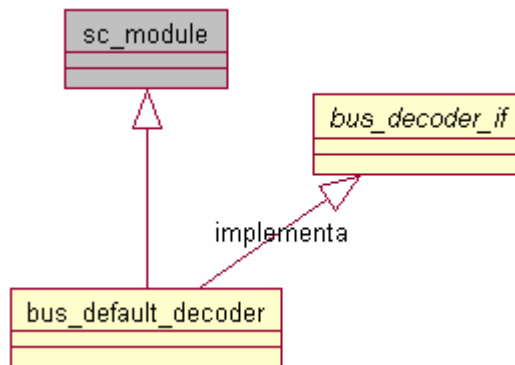 sc_module
bus_decoder_if
implementa
bus_default_decoder